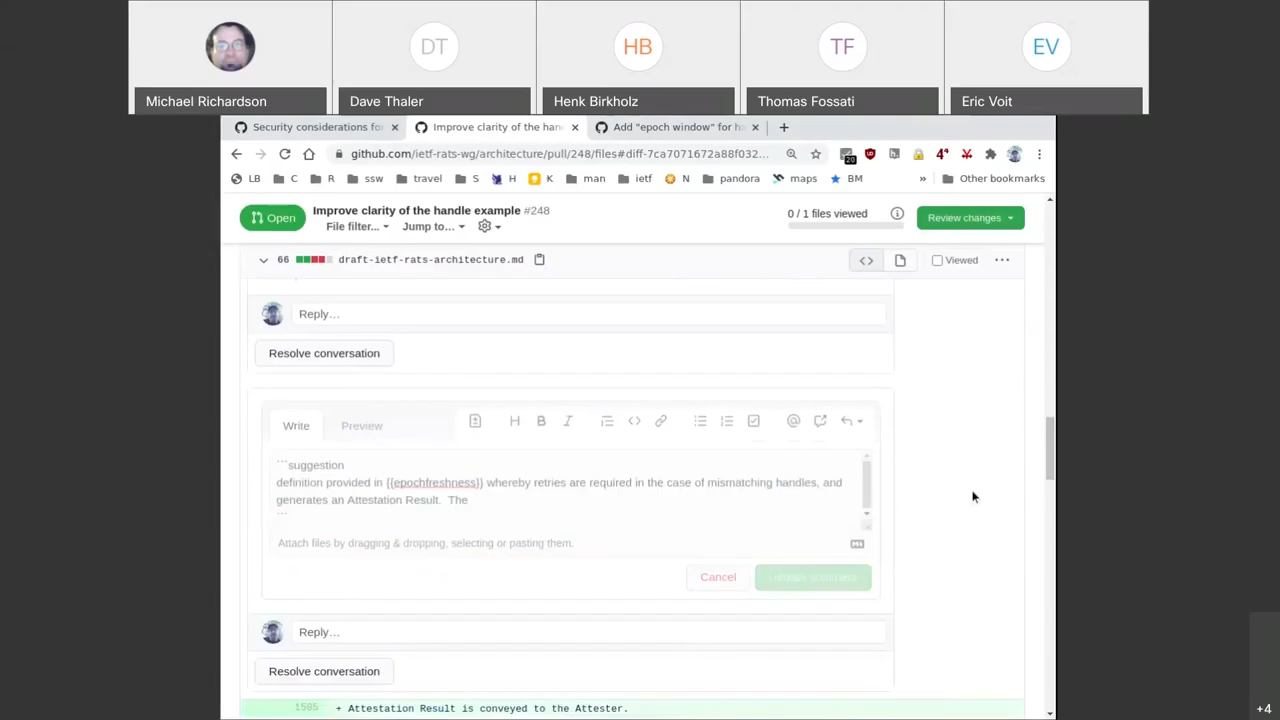 DT
HB
TF
EV
Michael Richardson
Dave Thaler
Henk Birkholz
Thomas Fossati
Eric Voit
Security considerations fo
Improve clarity of the han
Add "epoch window" for ha
github.com/ietf-rats-wg/architecture/pull/248/files#diff-7ca7071672a88f032...
20
LB
C
R
ssw
travel
S
H
K
man
ietf
N
pandora
maps
BM
»
Other bookmarks
Open
Improve clarity of the handle example #248
File filter...
Jump to...
0 / 1 files viewed
Review changes
66
draft-ietf-rats-architecture.md
Viewed
Reply...
Resolve conversation
Write
Preview
```suggestion
definition provided in {{epochfreshness}} whereby retries are required in the case of mismatching handles, and
generates an Attestation Result.  The
```
Attach files by dragging & dropping, selecting or pasting them.
Cancel
Update comment
Reply...
Resolve conversation
1505 + Attestation Result is conveyed to the Attester.
+4